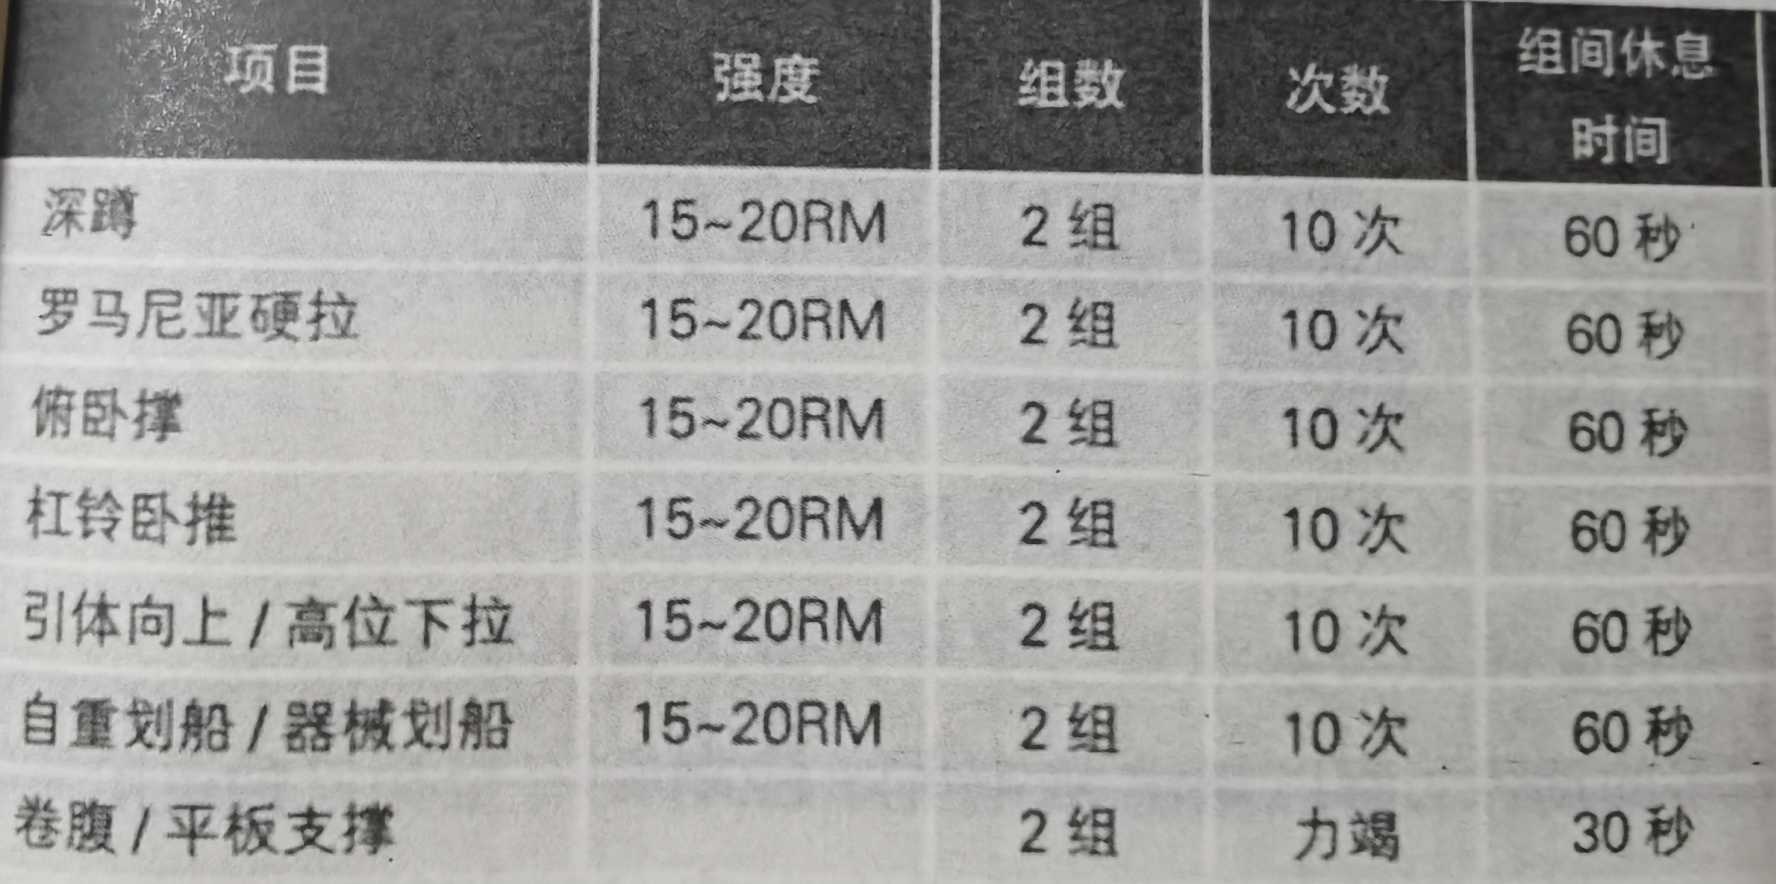 项目 强度 组数 次数 组间休息
时间
深蹲 15~20RM 2 组 10 次 60 秒
罗马尼亚硬拉 15~20RM 2 组 10 次 60 秒
俯卧撑 15~20RM 2 组 10 次 60 秒
杠铃卧推 15~20RM 2 组 10 次 60 秒
引体向上 / 高位下拉 15~20RM 2 组 10 次 60 秒
自重划船 / 器械划船 15~20RM 2 组 10 次 60 秒
卷腹 / 平板支撑 2 组 力竭 30 秒